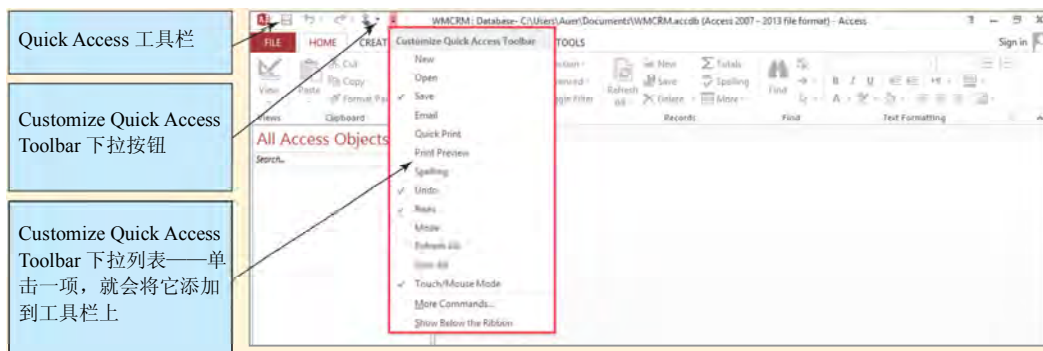 Quick Access 工具栏
Customize Quick Access
Toolbar 下拉按钮
Customize Quick Access
Toolbar 下拉列表——单
击一项，就会将它添加
到工具栏上
WMCRM : Database- C:\Users\Auer\Documents\WMCRM.accdb (Access 2007 - 2013 file format) - Access
FILE HOME CREAT TOOLS Sign in
Customize Quick Access Toolbar
New
Open
Save
Email
Quick Print
Print Preview
Spelling
Undo
Redo
Mode
Refresh All
Touch/Mouse Mode
More Commands...
Show Below the Ribbon
View
Views
Paste
Cut
Copy
Format Pai
Clipboard
Refresh
All
New
Save
Delete
Totals
Spelling
More
Records
Find
Find
B I U
Text Formatting
All Access Objects
Search...